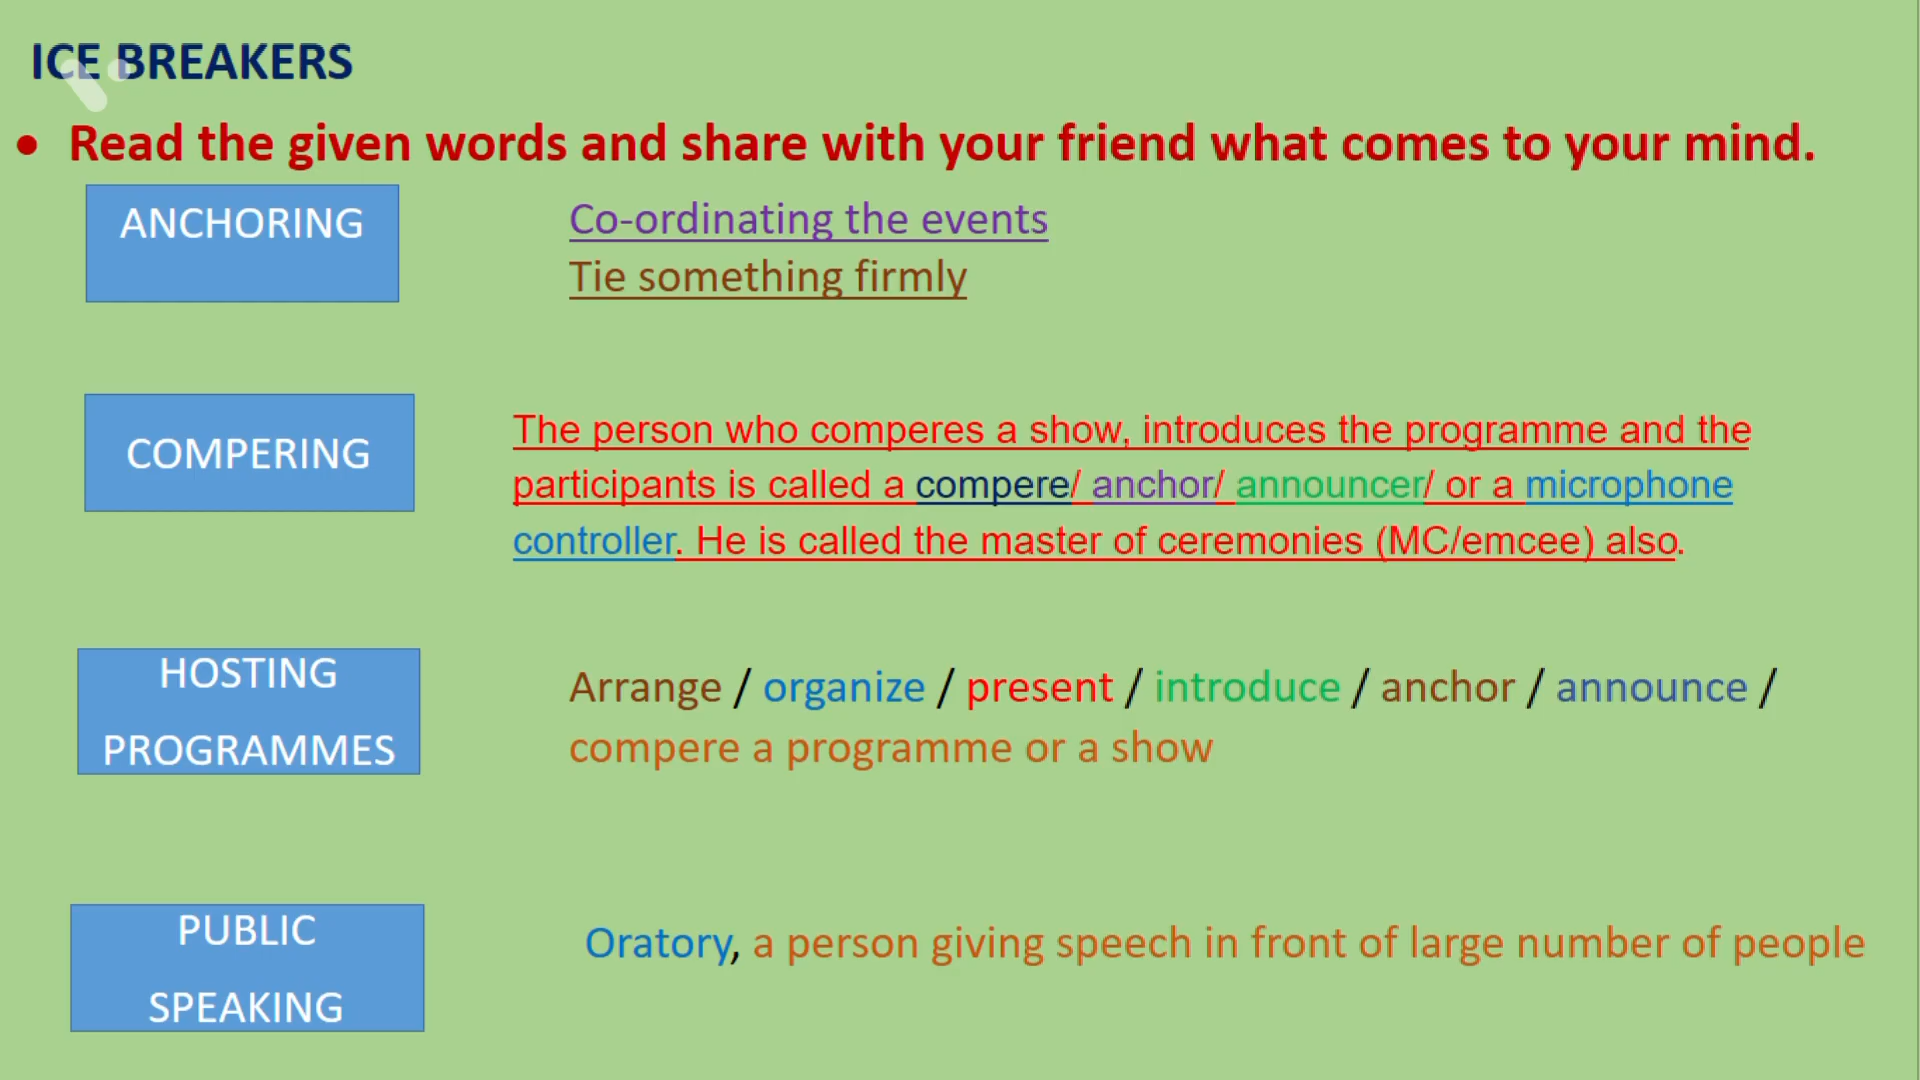 ICE BREAKERS
• Read the given words and share with your friend what comes to your mind.
ANCHORING
Co-ordinating the events
Tie something firmly
COMPERING
The person who comperes a show, introduces the programme and the
participants is called a compere/ anchor/ announcer/ or a microphone
controller. He is called the master of ceremonies (MC/emcee) also.
HOSTING
PROGRAMMES
Arrange / organize / present / introduce / anchor / announce /
compere a programme or a show
PUBLIC
SPEAKING
Oratory, a person giving speech in front of large number of people